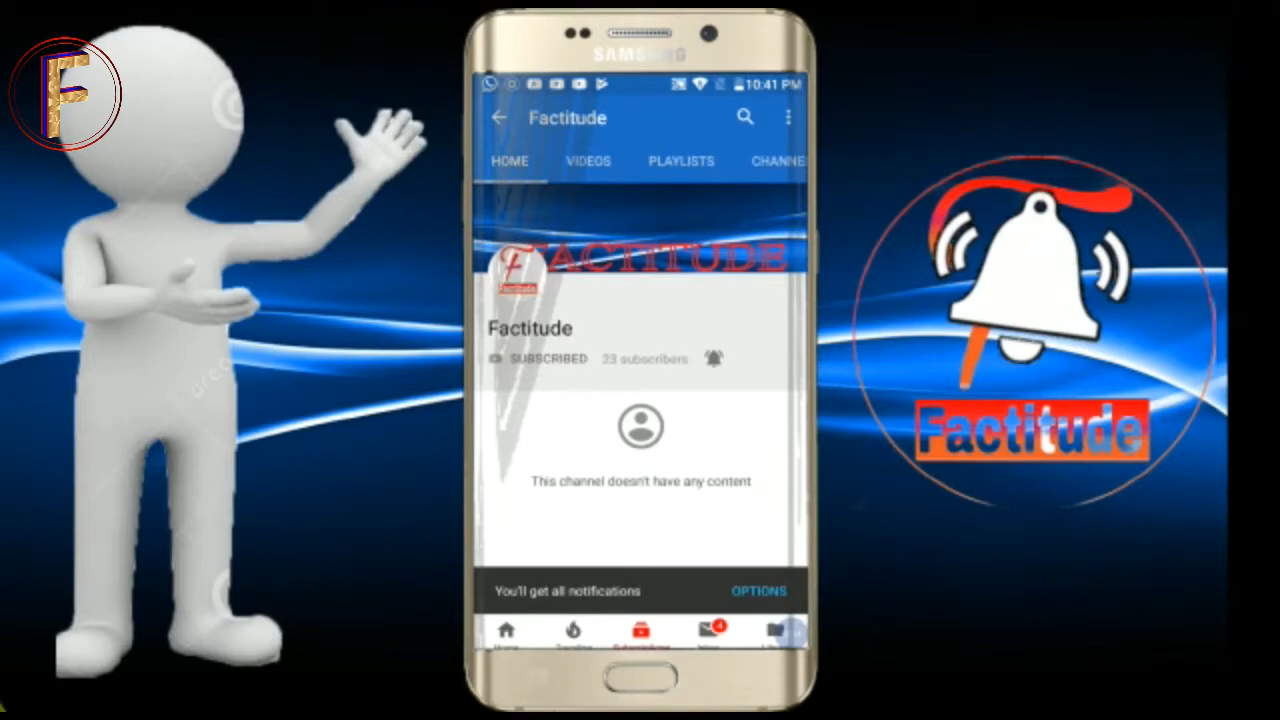 F
SAMSUNG
10:41 PM
Factitude
HOME VIDEOS PLAYLISTS CHANNE
FACTITUDE
Factitude
SUBSCRIBED 23 subscribers
This channel doesn't have any content
You'll get all notifications OPTIONS
4
Factitude